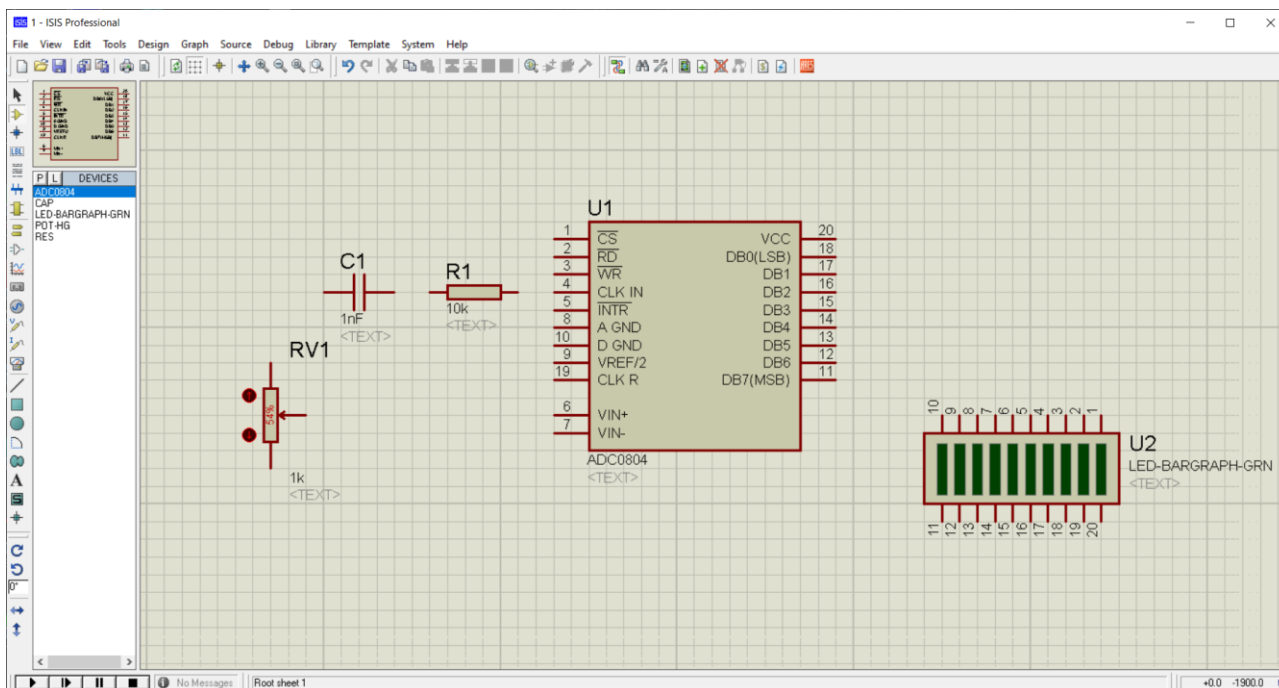 1 - ISIS Professional
File View Edit Tools Design Graph Source Debug Library Template System Help
P L DEVICES
ADC0804
CAP
LED-BARGRAPH-GRN
POT-HG
RES
LBL
A
S
0°
C1
1nF
<TEXT>
R1
10k
<TEXT>
RV1
54%
1k
<TEXT>
U1
1 CS VCC 20
2 RD DB0(LSB) 18
3 WR DB1 17
4 CLK IN DB2 16
5 INTR DB3 15
8 A GND DB4 14
10 D GND DB5 13
9 VREF/2 DB6 12
19 CLK R DB7(MSB) 11
6 VIN+
7 VIN-
ADC0804
<TEXT>
10 9 8 7 6 5 4 3 2 1
U2
LED-BARGRAPH-GRN
<TEXT>
11 12 13 14 15 16 17 18 19 20
No Messages Root sheet 1 +0.0 -1900.0